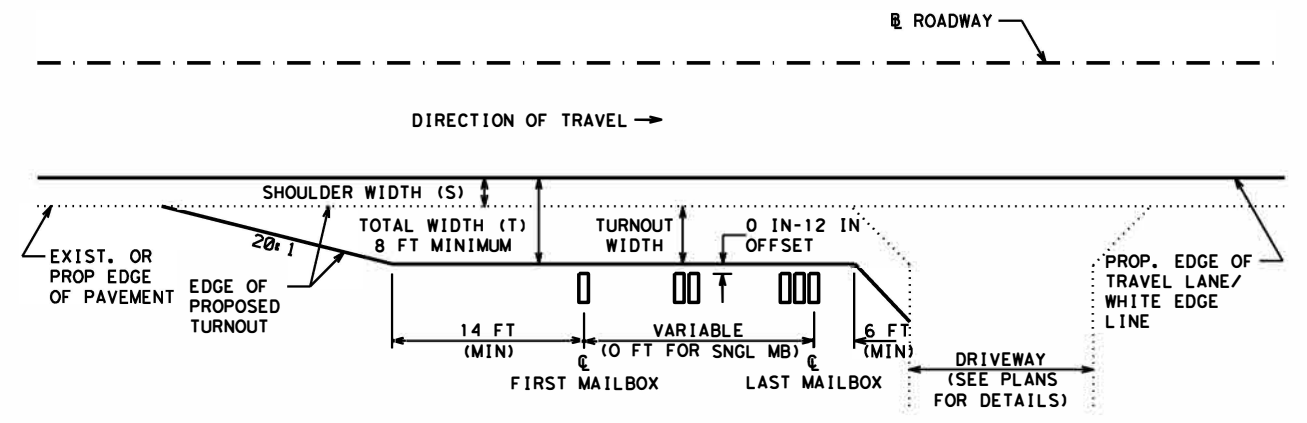 ℄ ROADWAY
DIRECTION OF TRAVEL
SHOULDER WIDTH (S)
TOTAL WIDTH (T)
8 FT MINIMUM
TURNOUT
WIDTH
0 IN-12 IN
OFFSET
20:1
EXIST. OR
PROP EDGE
OF PAVEMENT
EDGE OF
PROPOSED
TURNOUT
PROP. EDGE OF
TRAVEL LANE/
WHITE EDGE
LINE
14 FT
(MIN)
VARIABLE
(0 FT FOR SNGL MB)
6 FT
(MIN)
℄
FIRST MAILBOX
℄
LAST MAILBOX
DRIVEWAY
(SEE PLANS
FOR DETAILS)